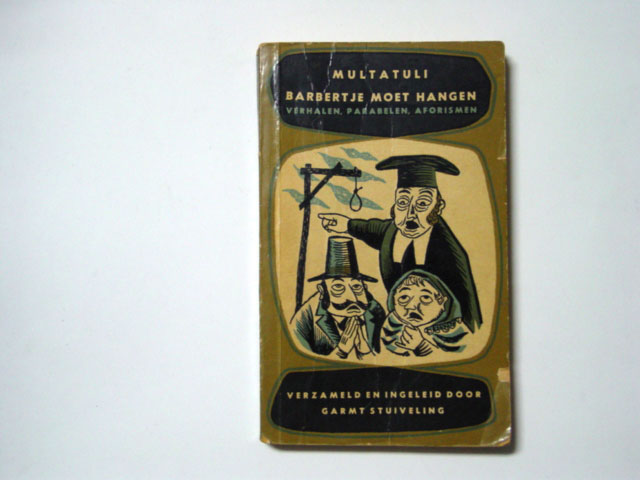 MULTATULI
BARBERTJE MOET HANGEN
VERHALEN, PARABELEN, AFORISMEN
VERZAMELD EN INGELEID DOOR
GARMT STUIVELING